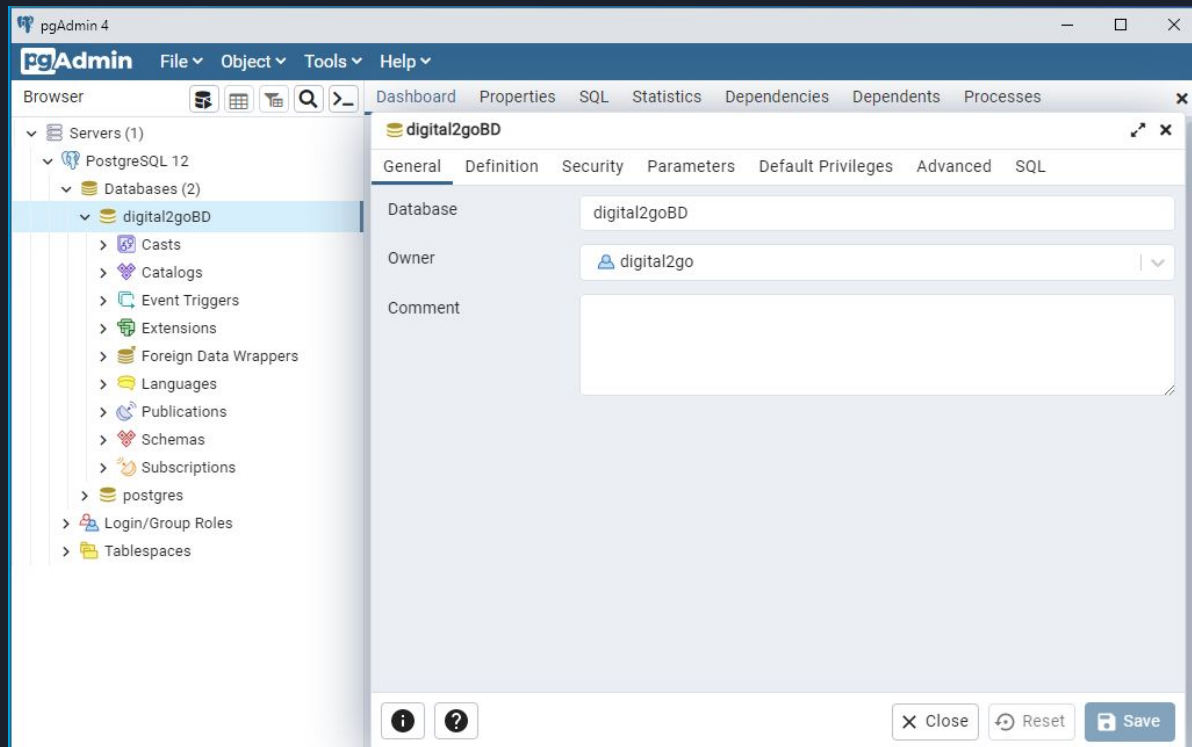 pgAdmin 4
pgAdmin File Object Tools Help
Browser
Dashboard Properties SQL Statistics Dependencies Dependents Processes
Servers (1)
PostgreSQL 12
Databases (2)
digital2goBD
Casts
Catalogs
Event Triggers
Extensions
Foreign Data Wrappers
Languages
Publications
Schemas
Subscriptions
postgres
Login/Group Roles
Tablespaces
digital2goBD
General Definition Security Parameters Default Privileges Advanced SQL
Database digital2goBD
Owner digital2go
Comment
Close Reset Save